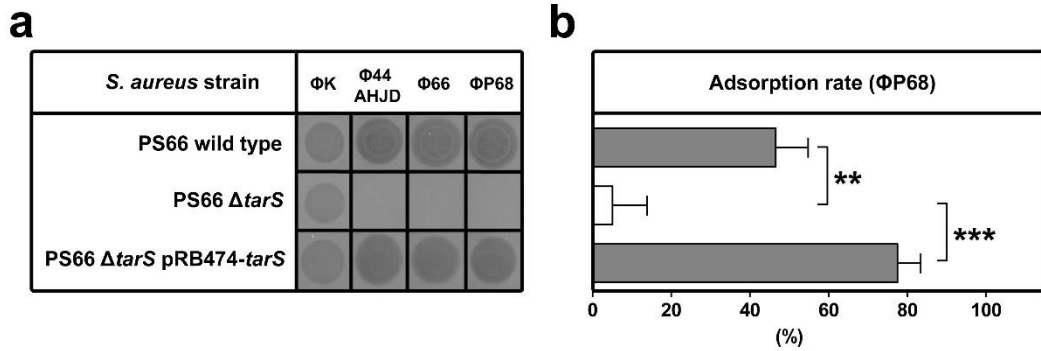 a
S. aureus strain
ΦK
Φ44
AHJD
Φ66
ΦP68
PS66 wild type
PS66 ΔtarS
PS66 ΔtarS pRB474-tarS
b
Adsorption rate (ΦP68)
**
***
0 20 40 60 80 100
(%)